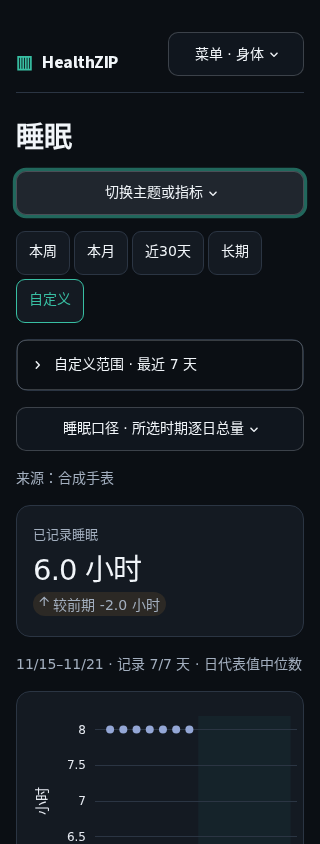 HealthZIP
菜单 · 身体
睡眠
切换主题或指标
本周
本月
近30天
长期
自定义
自定义范围 · 最近 7 天
睡眠口径 · 所选时期逐日总量
来源：合成手表
已记录睡眠
6.0 小时
↑ 较前期 -2.0 小时
11/15–11/21 · 记录 7/7 天 · 日代表值中位数
8
7.5
小时
7
6.5